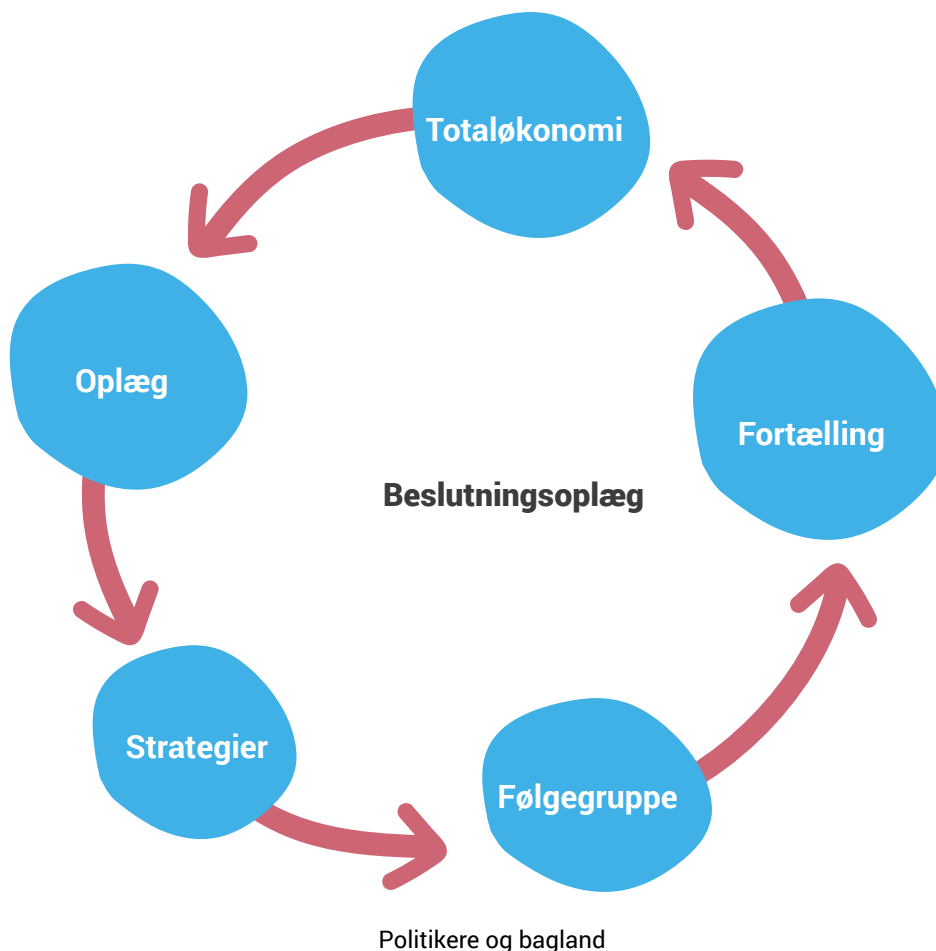 Totaløkonomi
Oplæg
Fortælling
Beslutningsoplæg
Strategier
Følgegruppe
Politikere og bagland